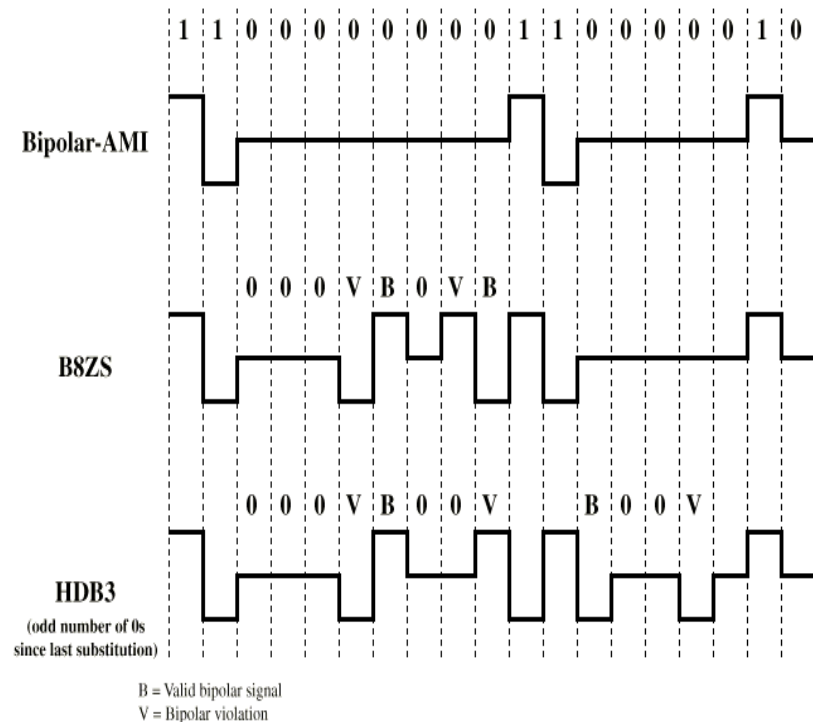 1 1 0 0 0 0 0 0 0 0 1 1 0 0 0 0 0 1 0
Bipolar-AMI
0 0 0 V B 0 V B
B8ZS
0 0 0 V B 0 0 V B 0 0 V
HDB3
(odd number of 0s
since last substitution)
B = Valid bipolar signal
V = Bipolar violation